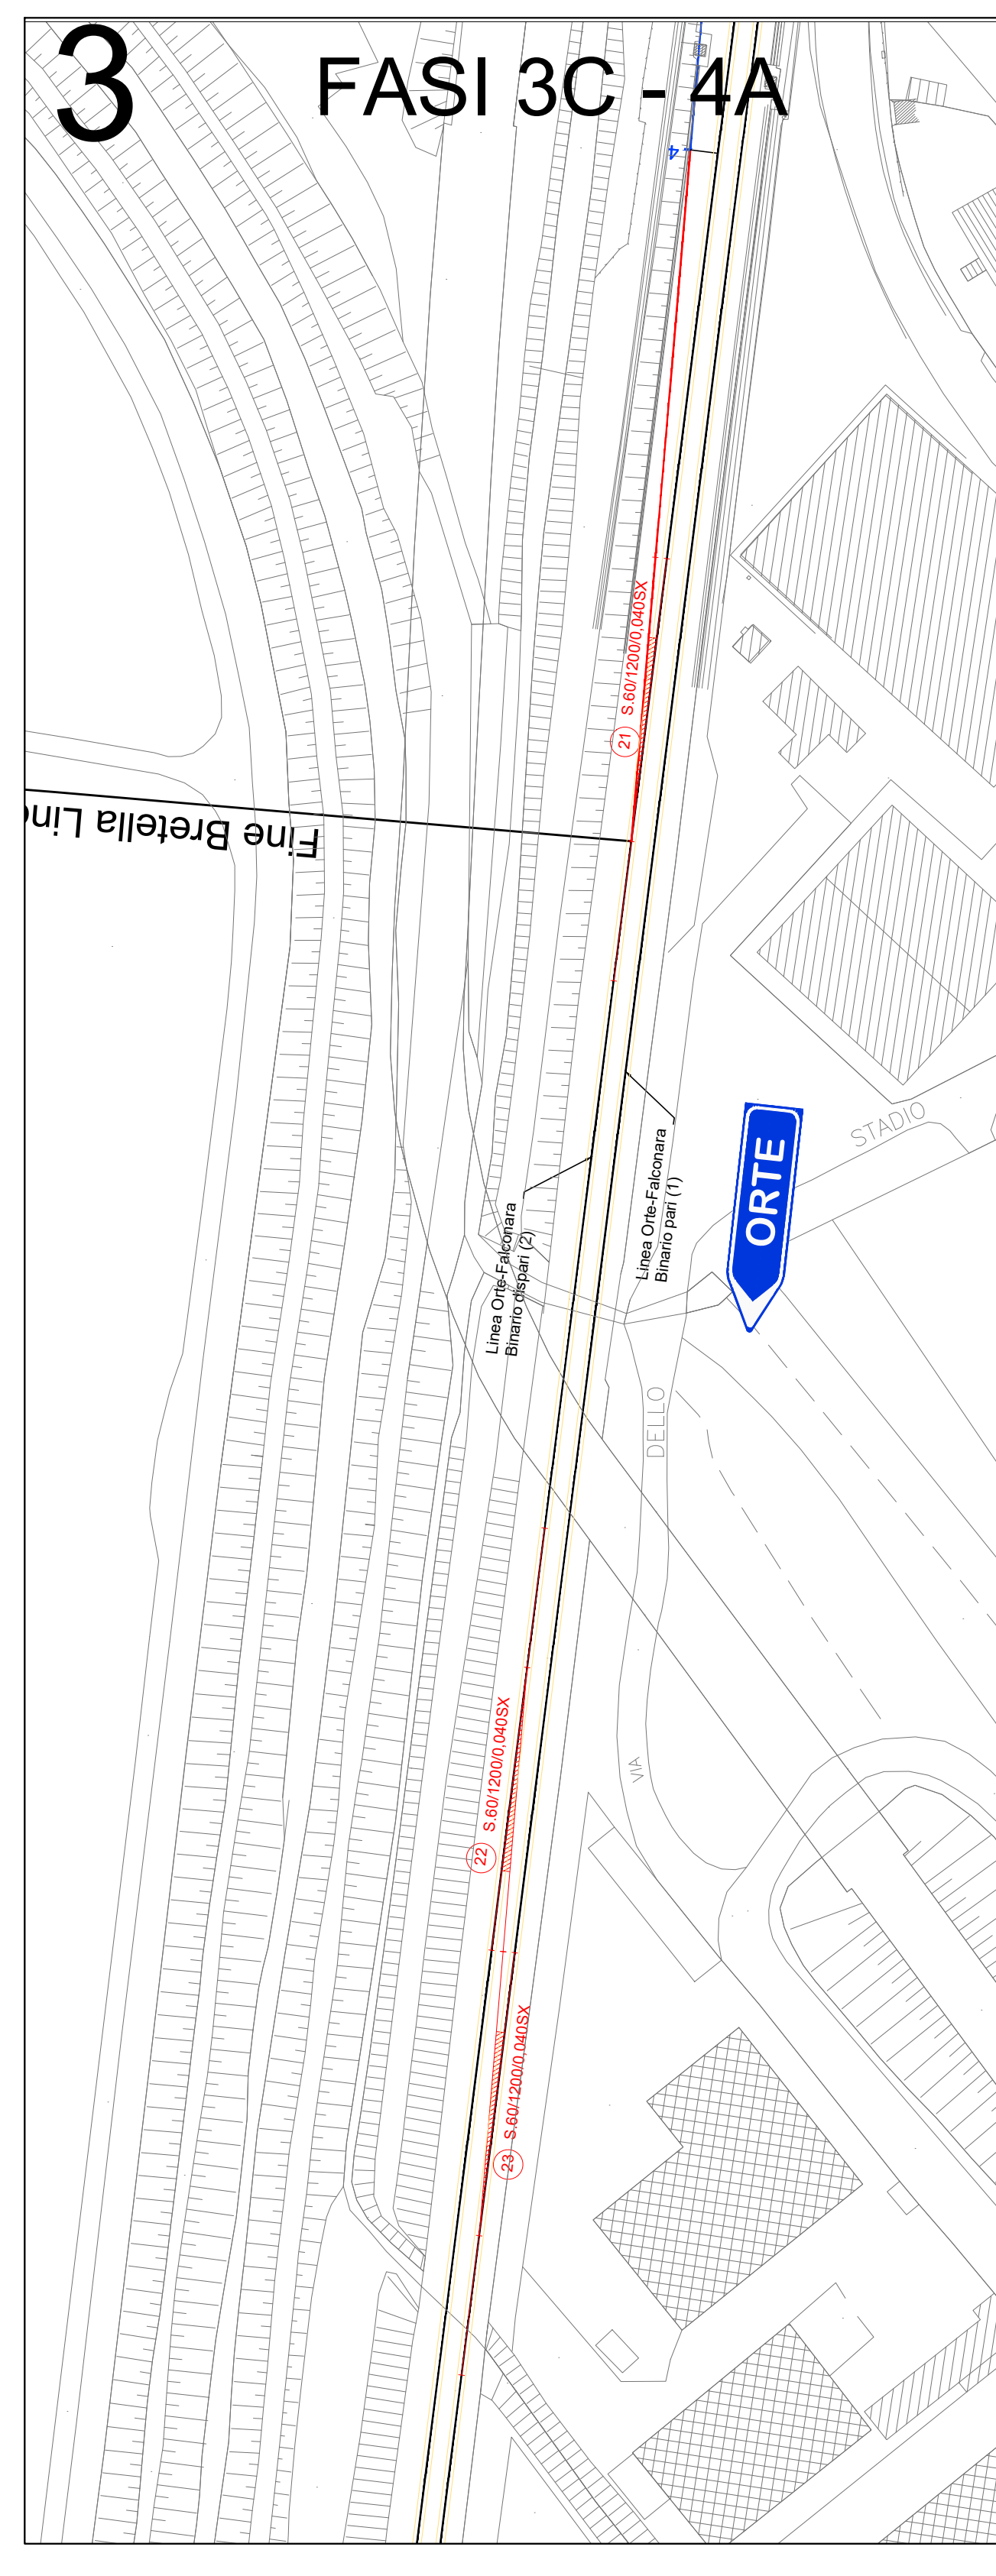 3
FASI 3C - 4A
4
21 S.60/1200/0,040SX
Fine Bretella
STADIO
ORTE
Linea Orte-Falconara
Binario pari (1)
Linea Orte-Falconara
Binario dispari (2)
DELLO
VIA
22 S.60/1200/0,040SX
23 S.60/1200/0,040SX